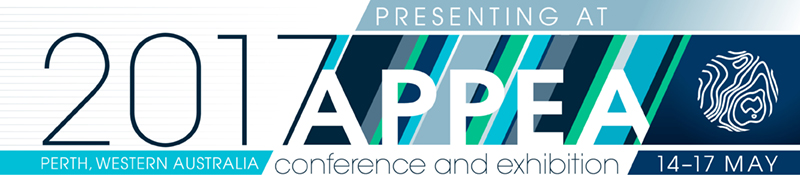 PRESENTING AT
2017 APPEA
PERTH, WESTERN AUSTRALIA conference and exhibition 14–17 MAY